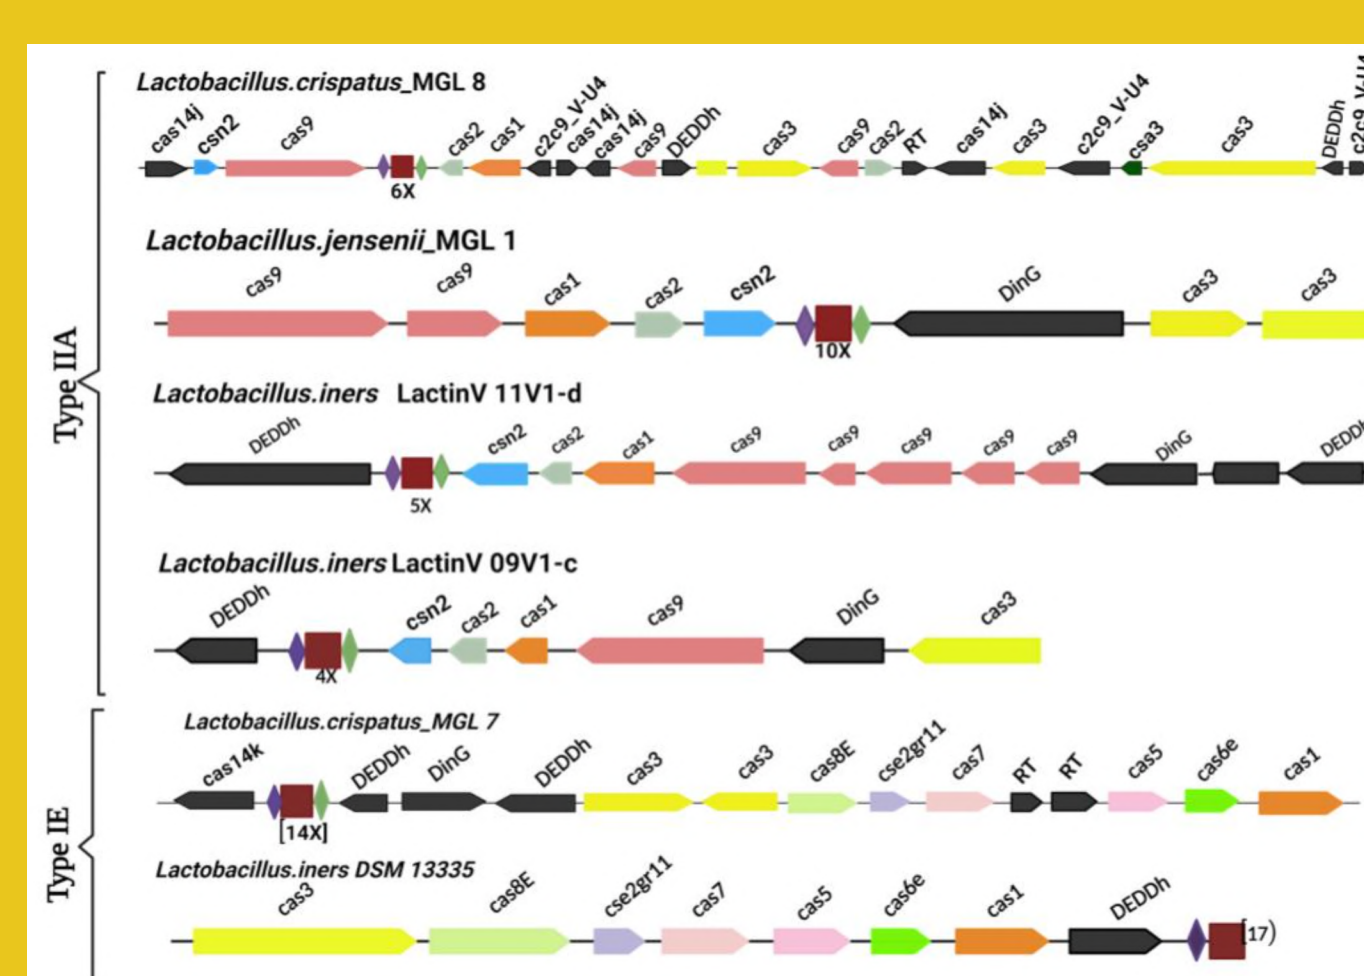 Lactobacillus.crispatus_MGL 8
cas14j csn2 cas9 cas2 cas1 c2c9_V-U4 cas14j cas14j cas9 DEDDh cas3 cas9 cas2 RT cas14j cas3 c2c9_V-U4 csa3 cas3 DEDDh c2c9_V-U4
6X
Lactobacillus.jensenii_MGL 1
cas9 cas9 cas1 cas2 csn2 DinG cas3 cas3
10X
Type IIA
Lactobacillus.iners LactinV 11V1-d
DEDDh csn2 cas2 cas1 cas9 cas9 cas9 cas9 cas9 DinG DEDDh
5X
Lactobacillus.iners LactinV 09V1-c
DEDDh csn2 cas2 cas1 cas9 DinG cas3
4X
Lactobacillus.crispatus_MGL 7
cas14k DEDDh DinG DEDDh cas3 cas3 cas8E cse2gr11 cas7 RT RT cas5 cas6e cas1
[14X]
Type IE
Lactobacillus.iners DSM 13335
cas3 cas8E cse2gr11 cas7 cas5 cas6e cas1 DEDDh
[17)